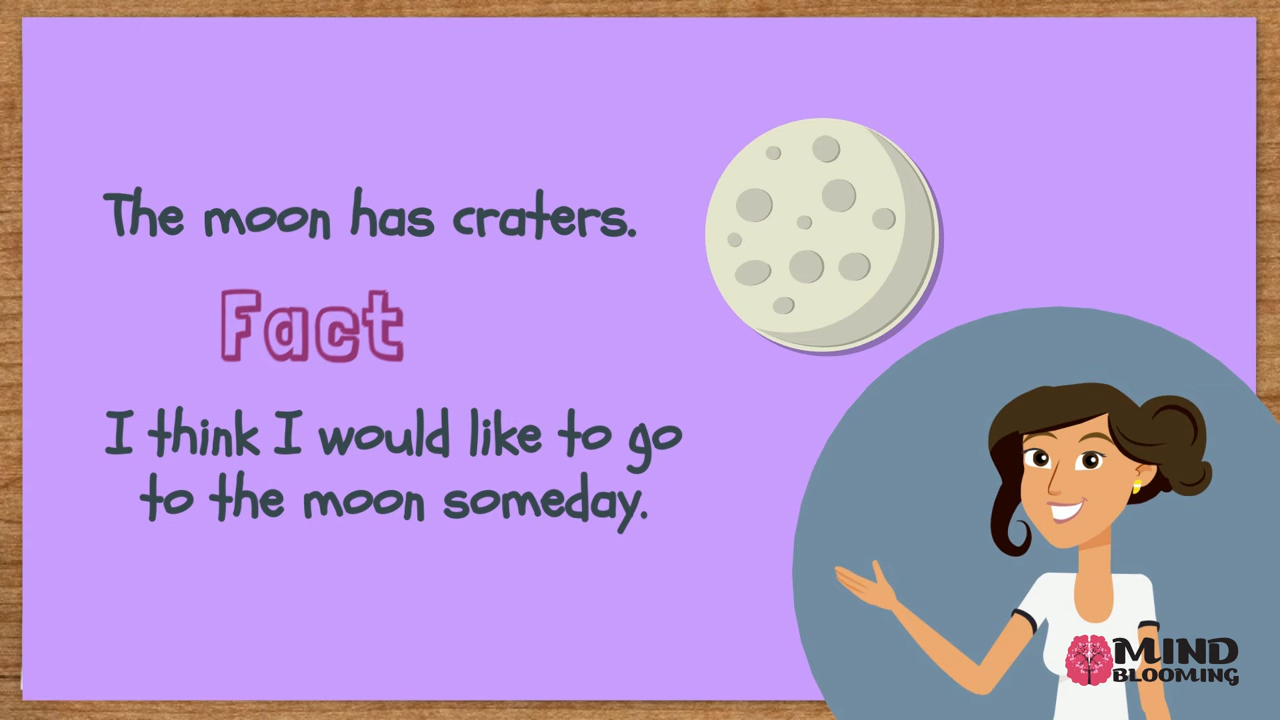 The moon has craters.
Fact
I think I would like to go
to the moon someday.
MIND
BLOOMING